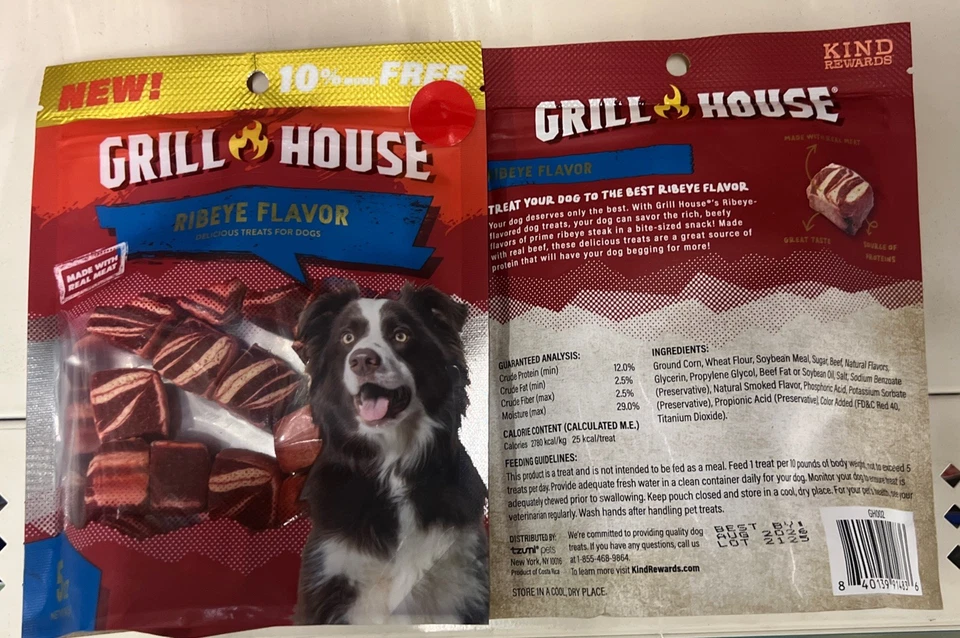 NEW!
10% FREE
GRILL HOUSE
RIBEYE FLAVOR
DELICIOUS TREATS FOR DOGS
MADE WITH
REAL MEAT
KIND
REWARDS
GRILL HOUSE®
IBEYE FLAVOR
MADE WITH REAL MEAT
GREAT TASTE
SOURCE OF
PROTEINS
TREAT YOUR DOG TO THE BEST RIBEYE FLAVOR
Your dog deserves only the best. With Grill House®'s Ribeye-
flavored dog treats, your dog can savor the rich, beefy
flavors of prime ribeye steak in a bite-sized snack! Made
with real beef, these delicious treats are a great source of
protein that will have your dog begging for more!
GUARANTEED ANALYSIS:
Crude Protein (min) 12.0%
Crude Fat (min) 2.5%
Crude Fiber (max) 2.5%
Moisture (max) 29.0%
CALORIE CONTENT (CALCULATED M.E.)
Calories 2780 kcal/kg 25 kcal/treat
INGREDIENTS:
Ground Corn, Wheat Flour, Soybean Meal, Sugar, Beef, Natural Flavors,
Glycerin, Propylene Glycol, Beef Fat or Soybean Oil, Salt, Sodium Benzoate
(Preservative), Natural Smoked Flavor, Phosphoric Acid, Potassium Sorbate
(Preservative), Propionic Acid (Preservative), Color Added (FD&C Red 40,
Titanium Dioxide).
FEEDING GUIDELINES:
This product is a treat and is not intended to be fed as a meal. Feed 1 treat per 10 pounds of body weight, not to exceed 5
treats per day. Provide adequate fresh water in a clean container daily for your dog. Monitor your dog to ensure treat is
adequately chewed prior to swallowing. Keep pouch closed and store in a cool, dry place. For your pet's health, see your
veterinarian regularly. Wash hands after handling pet treats.
DISTRIBUTED BY:
tzumi® pets
New York, NY 10016
Product of Costa Rica
We're committed to providing quality dog
treats. If you have any questions, call us
at 1-855-468-9864.
To learn more visit KindRewards.com
STORE IN A COOL, DRY PLACE.
BEST BY
GH002
8 40139 91483 6